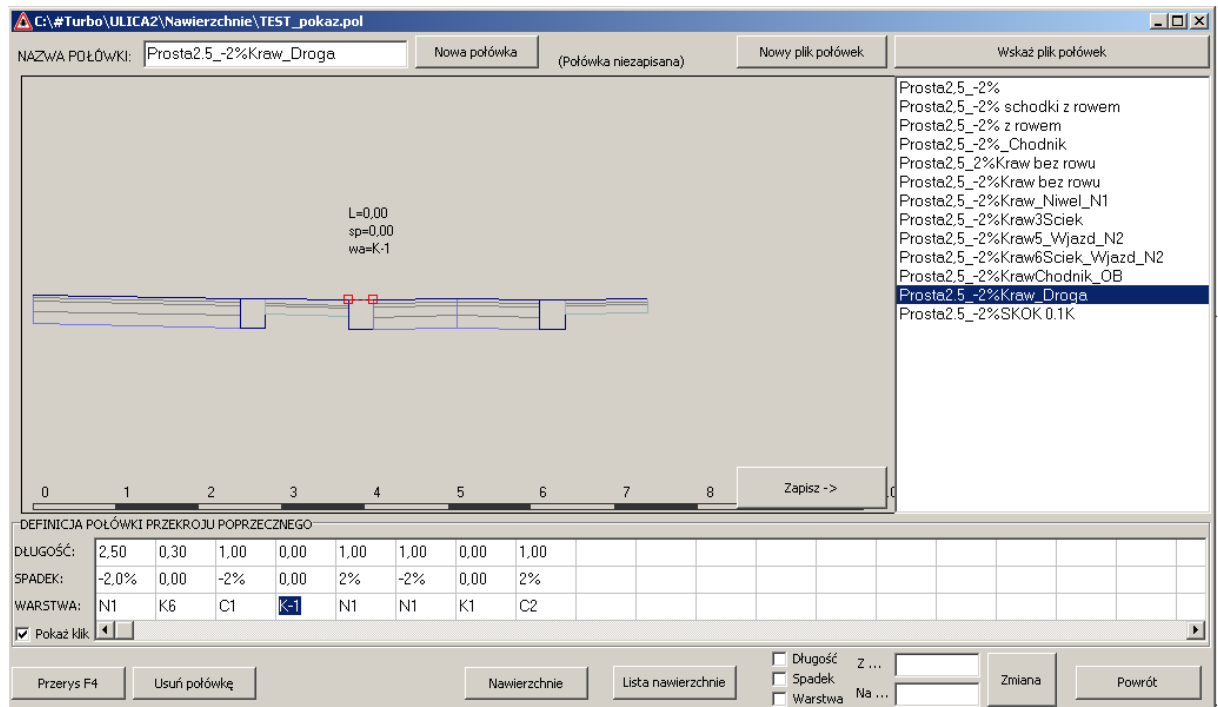 C:\#Turbo\ULICA2\Nawierzchnie\TEST_pokaz.pol
NAZWA POŁÓWKI: Prosta2.5_-2%Kraw_Droga Nowa połówka (Połówka niezapisana) Nowy plik połówek Wskaż plik połówek
Prosta2,5_-2%
Prosta2,5_-2% schodki z rowem
Prosta2,5_-2% z rowem
Prosta2,5_-2%_Chodnik
Prosta2,5_2%Kraw bez rowu
Prosta2,5_-2%Kraw bez rowu
Prosta2,5_-2%Kraw_Niwel_N1
Prosta2,5_-2%Kraw3Sciek
Prosta2,5_-2%Kraw5_Wjazd_N2
Prosta2,5_-2%Kraw6Sciek_Wjazd_N2
Prosta2,5_-2%KrawChodnik_OB
Prosta2.5_-2%Kraw_Droga
Prosta2.5_-2%SKOK 0.1K
L=0,00
sp=0,00
wa=K-1
Zapisz ->
0 1 2 3 4 5 6 7 8 .0
DEFINICJA POŁÓWKI PRZEKROJU POPRZECZNEGO
DŁUGOŚĆ: 2,50 0,30 1,00 0,00 1,00 1,00 0,00 1,00
SPADEK: -2,0% 0,00 -2% 0,00 2% -2% 0,00 2%
WARSTWA: N1 K6 C1 K-1 N1 N1 K1 C2
Pokaż klik
Przerys F4 Usuń połówkę Nawierzchnie Lista nawierzchnie
Długość
Spadek
Warstwa
Z ...
Na ...
Zmiana Powrót